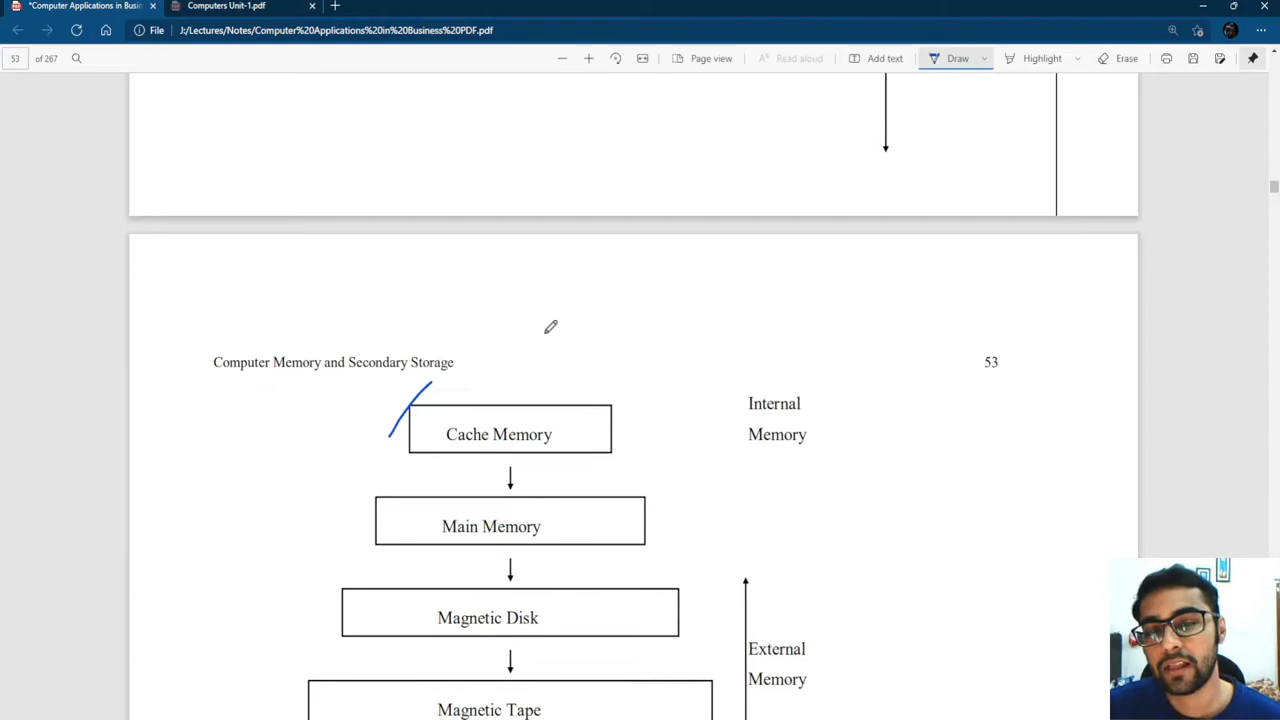 *Computer Applications in Busin
Computers Unit-1.pdf
File
J:/Lectures/Notes/Computer%20Applications%20in%20Business%20PDF.pdf
53 of 267
Page view
Read aloud
Add text
Draw
Highlight
Erase
Computer Memory and Secondary Storage 53
Internal
Memory
Cache Memory
Main Memory
Magnetic Disk
External
Memory
Magnetic Tape